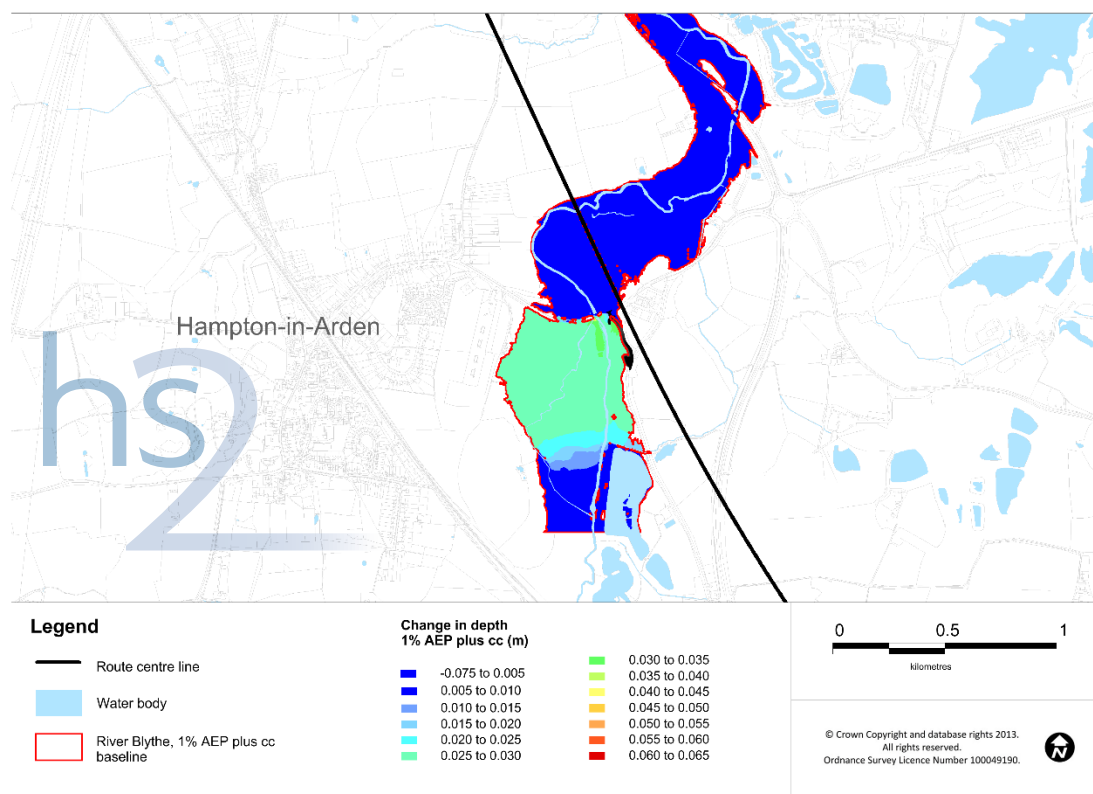 Hampton-in-Arden
hs2
Legend
Route centre line
Water body
River Blythe, 1% AEP plus cc
baseline
Change in depth
1% AEP plus cc (m)
-0.075 to 0.005
0.005 to 0.010
0.010 to 0.015
0.015 to 0.020
0.020 to 0.025
0.025 to 0.030
0.030 to 0.035
0.035 to 0.040
0.040 to 0.045
0.045 to 0.050
0.050 to 0.055
0.055 to 0.060
0.060 to 0.065
0 0.5 1
kilometres
© Crown Copyright and database rights 2013.
All rights reserved.
Ordnance Survey Licence Number 100049190.
N